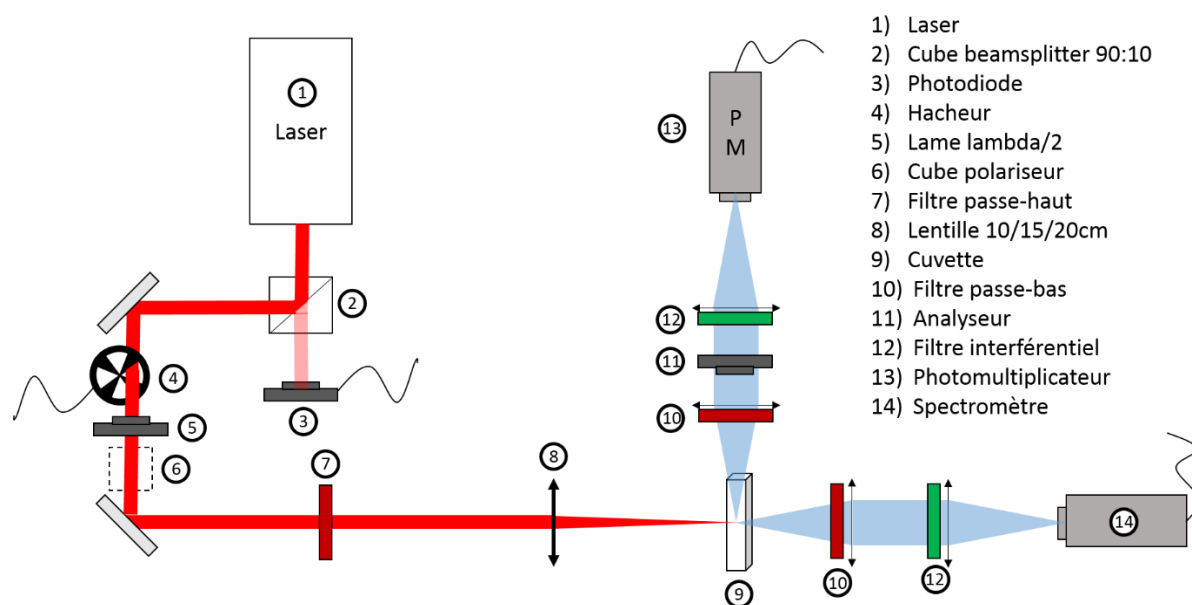 1
Laser
2
3
4
5
6
7
8
9
10
12
14
10
11
12
13
P
M
1) Laser
2) Cube beamsplitter 90:10
3) Photodiode
4) Hacheur
5) Lame lambda/2
6) Cube polariseur
7) Filtre passe-haut
8) Lentille 10/15/20cm
9) Cuvette
10) Filtre passe-bas
11) Analyseur
12) Filtre interférentiel
13) Photomultiplicateur
14) Spectromètre